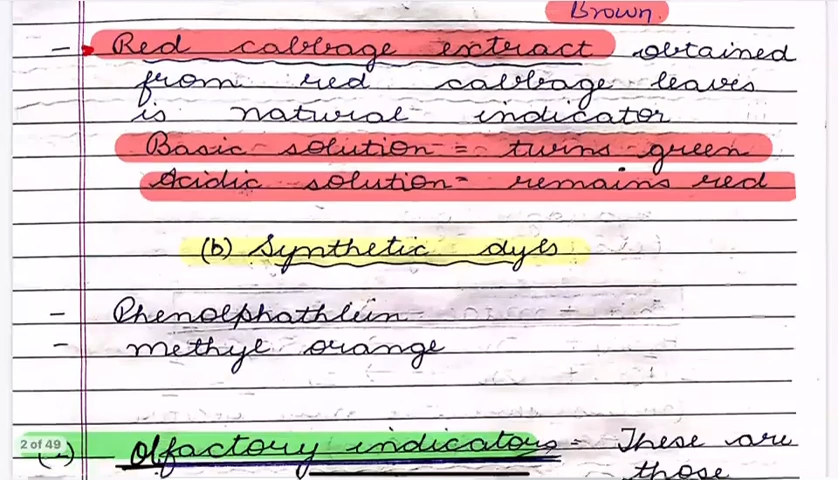 Brown.
- Red cabbage extract obtained
from red cabbage leaves
is natural indicator
Basic solution = twins green
Acidic solution = remains red
(b) Synthetic dyes
- Phenolphathlein
- Methyl orange
2 of 49
Olfactory indicators - These are
those